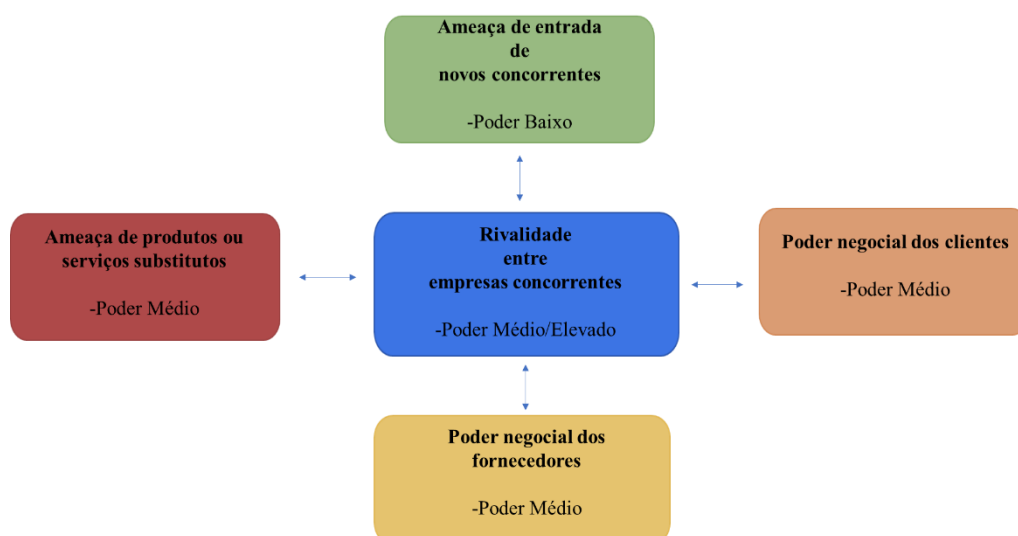 Ameaça de entrada
de
novos concorrentes
-Poder Baixo
Ameaça de produtos ou
serviços substitutos
-Poder Médio
Rivalidade
entre
empresas concorrentes
-Poder Médio/Elevado
Poder negocial dos clientes
-Poder Médio
Poder negocial dos
fornecedores
-Poder Médio